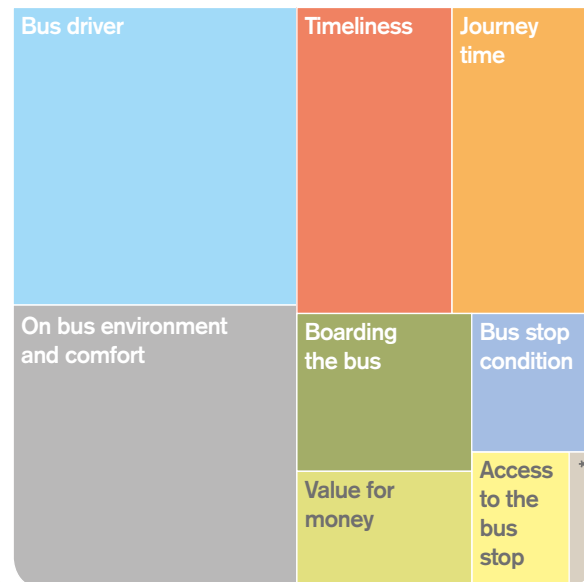 Bus driver
Timeliness
Journey
time
On bus environment
and comfort
Boarding
the bus
Bus stop
condition
Value for
money
Access
to the
bus
stop
*